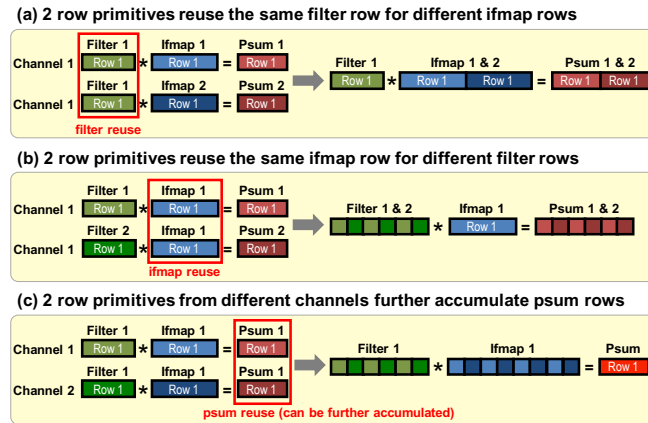 (a) 2 row primitives reuse the same filter row for different ifmap rows
Filter 1 Ifmap 1 Psum 1
Channel 1 Row 1 * Row 1 = Row 1
Filter 1 Ifmap 2 Psum 2
Channel 1 Row 1 * Row 1 = Row 1
filter reuse
Filter 1 Ifmap 1 & 2 Psum 1 & 2
Row 1 * Row 1 Row 1 = Row 1 Row 1
(b) 2 row primitives reuse the same ifmap row for different filter rows
Filter 1 Ifmap 1 Psum 1
Channel 1 Row 1 * Row 1 = Row 1
Filter 2 Ifmap 1 Psum 2
Channel 1 Row 1 * Row 1 = Row 1
ifmap reuse
Filter 1 & 2 Ifmap 1 Psum 1 & 2
* Row 1 =
(c) 2 row primitives from different channels further accumulate psum rows
Filter 1 Ifmap 1 Psum 1
Channel 1 Row 1 * Row 1 = Row 1
Filter 1 Ifmap 1 Psum 1
Channel 2 Row 1 * Row 1 = Row 1
psum reuse (can be further accumulated)
Filter 1 Ifmap 1 Psum
* = Row 1